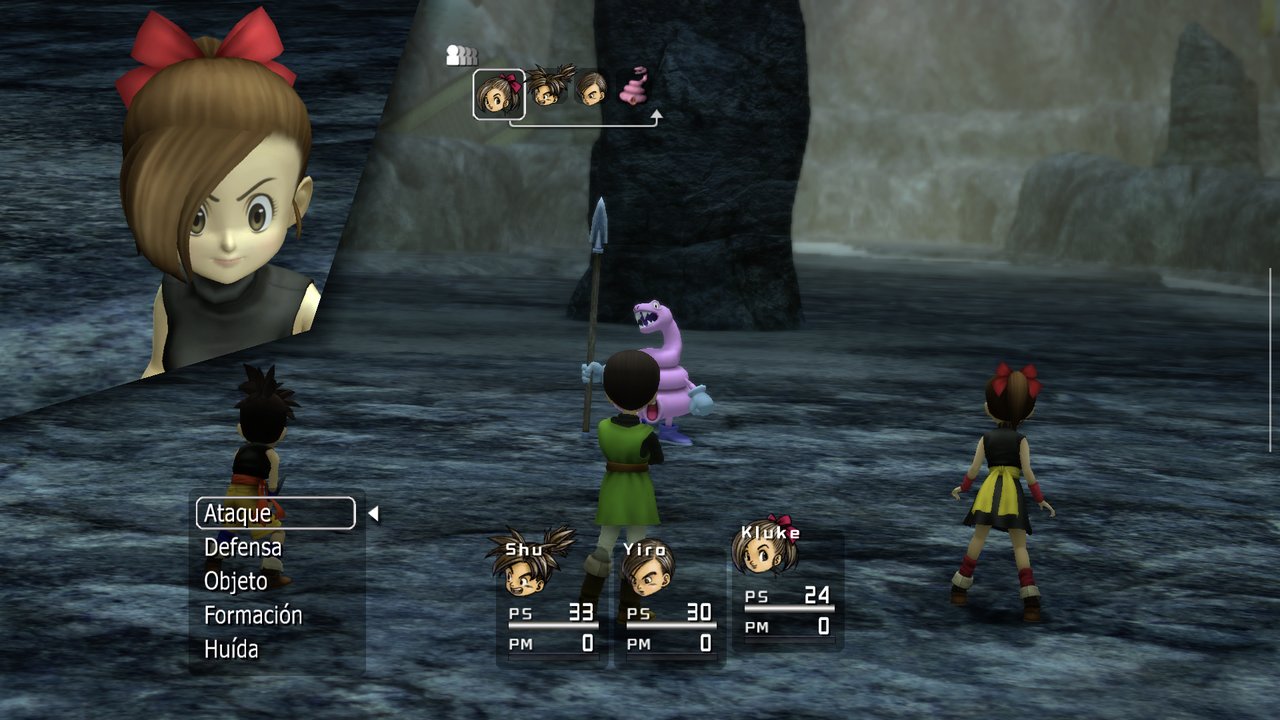 Ataque
Defensa
Objeto
Formación
Huída
Shu
PS 33
PM 0
Yiro
PS 30
PM 0
Kluke
PS 24
PM 0